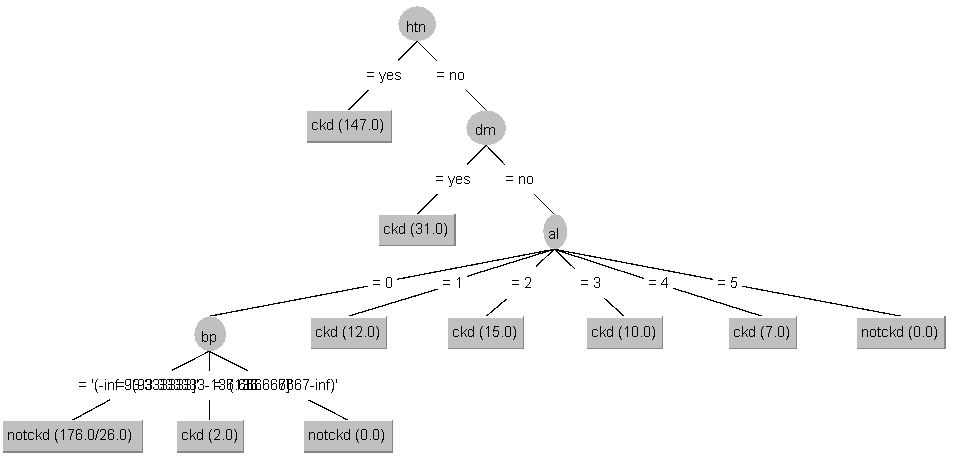 htn
= yes
= no
ckd (147.0)
dm
= yes
= no
ckd (31.0)
al
= 0
= 1
= 2
= 3
= 4
= 5
bp
ckd (12.0)
ckd (15.0)
ckd (10.0)
ckd (7.0)
notckd (0.0)
= '(-inf-
-inf)'
notckd (176.0/26.0)
ckd (2.0)
notckd (0.0)